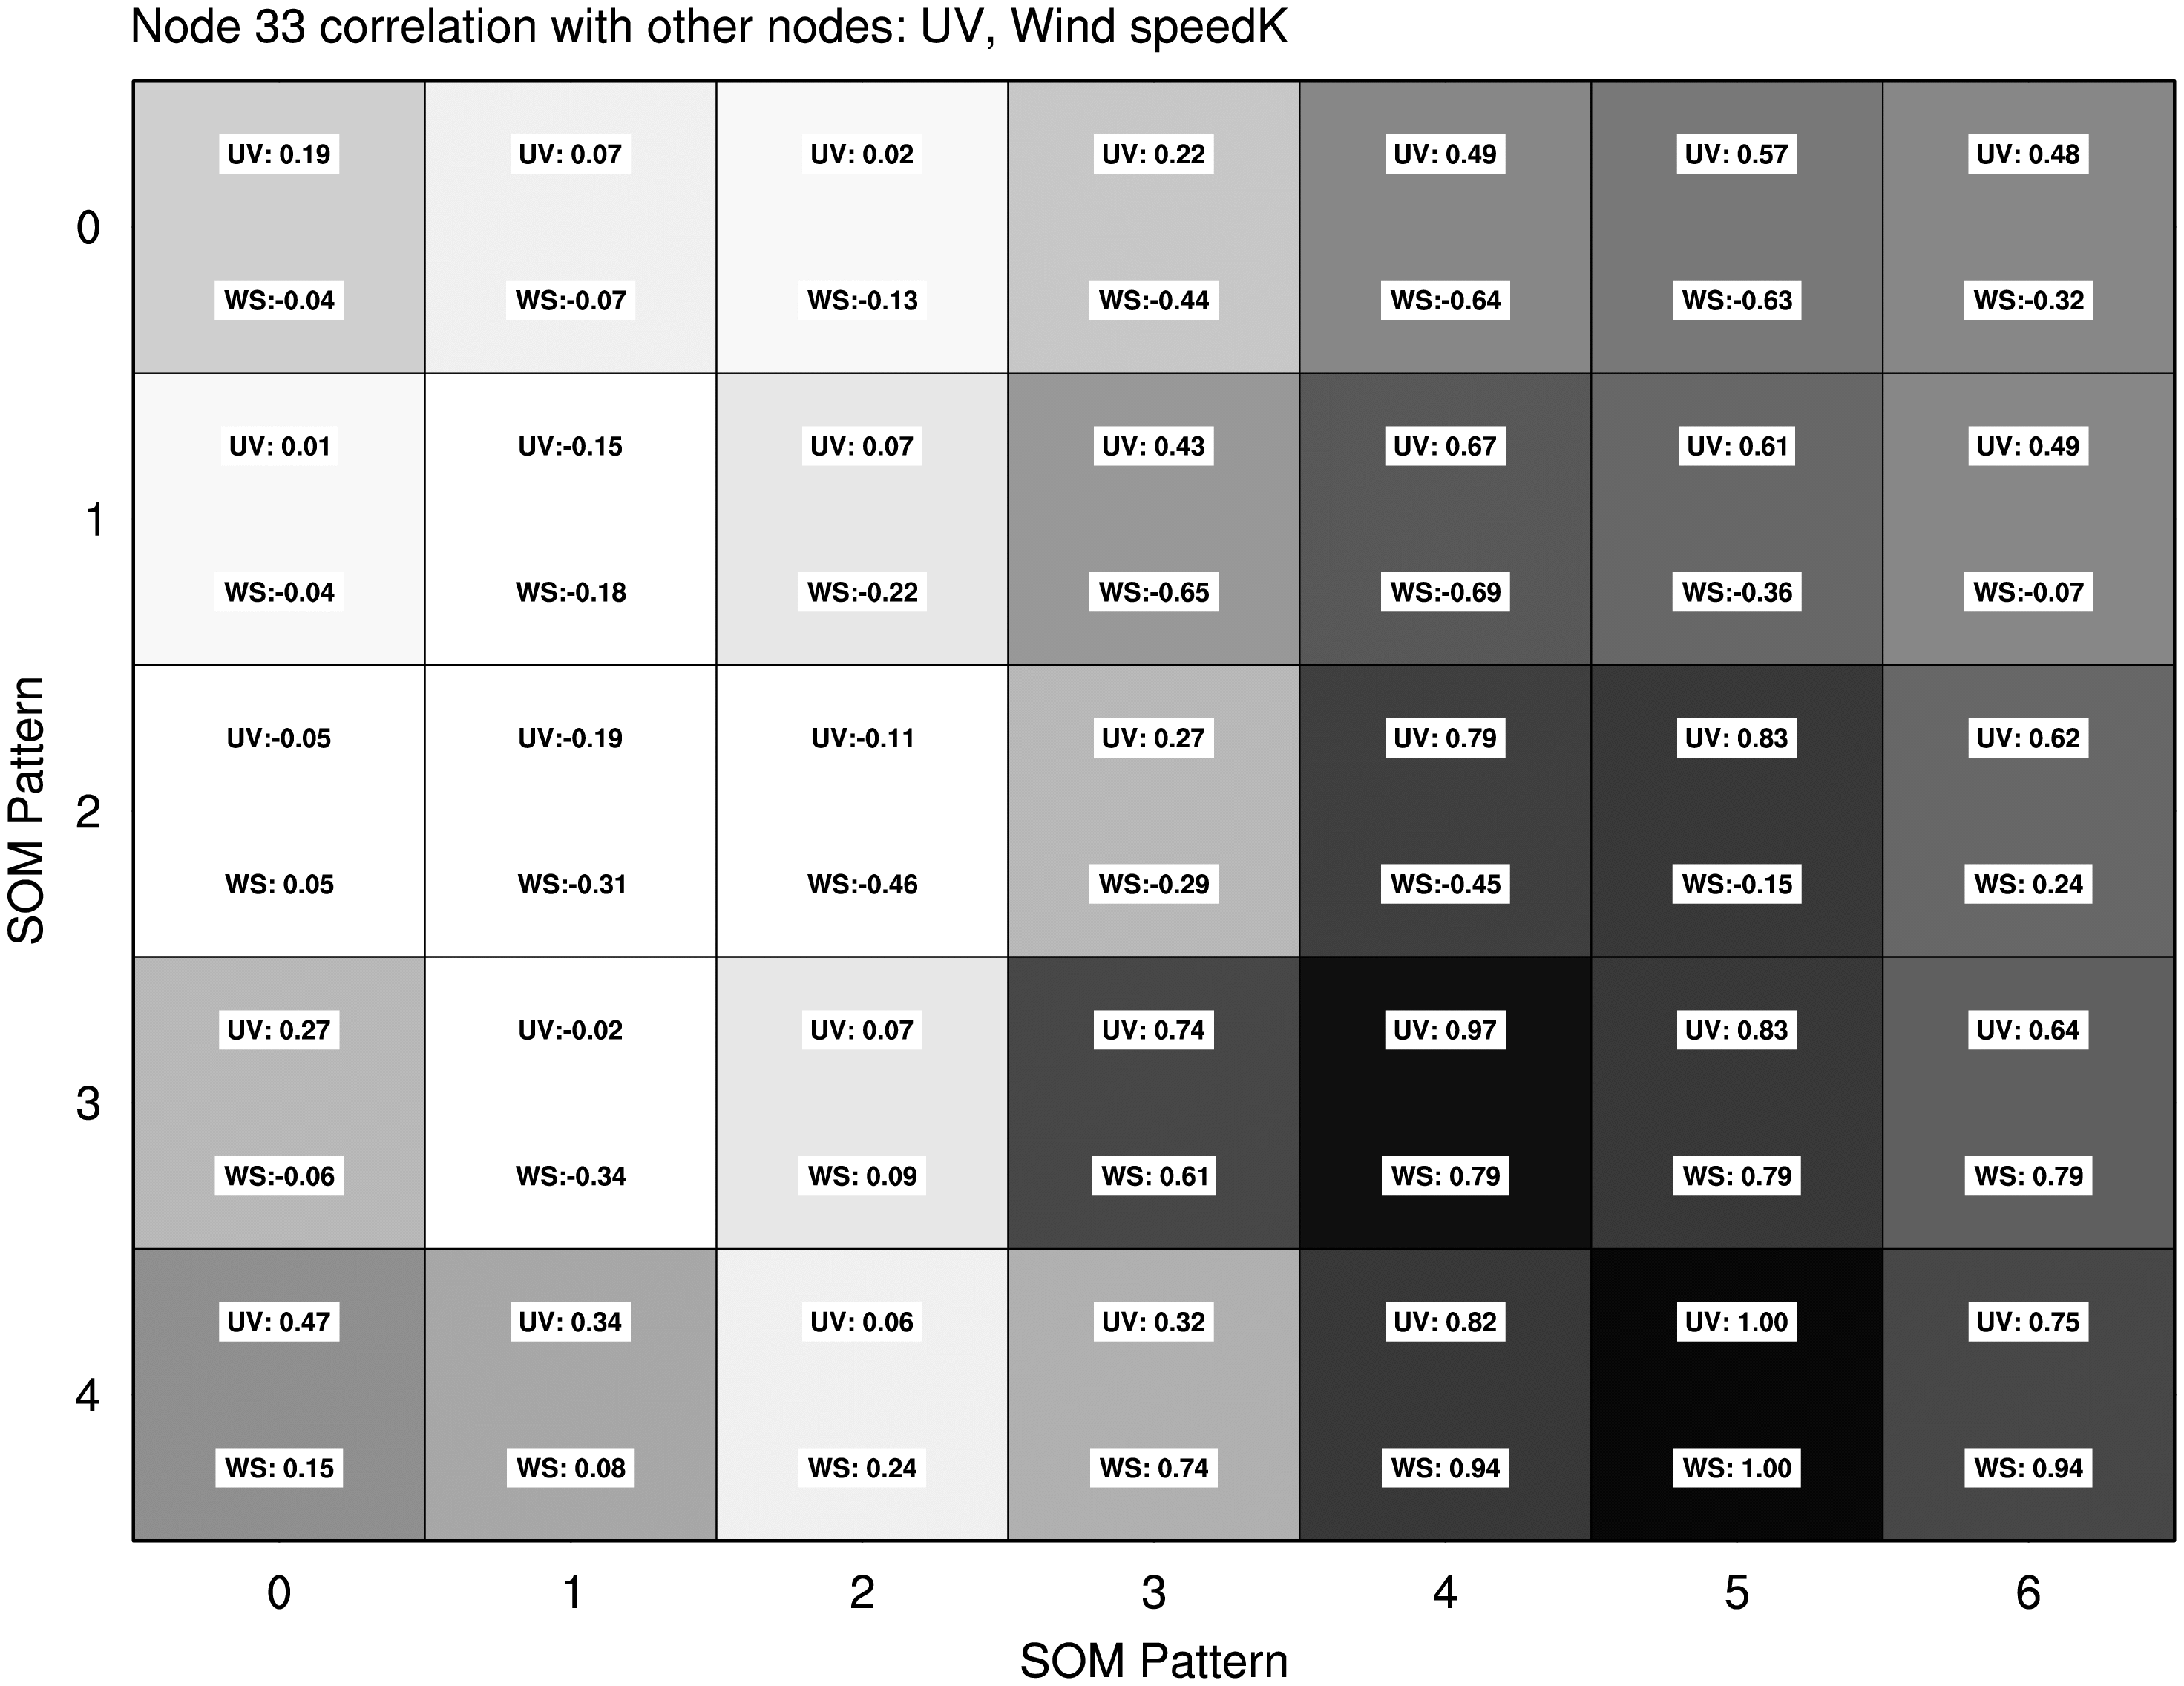 Node 33 correlation with other nodes: UV, Wind speedK
UV: 0.19 UV: 0.07 UV: 0.02 UV: 0.22 UV: 0.49 UV: 0.57 UV: 0.48
0
WS:-0.04 WS:-0.07 WS:-0.13 WS:-0.44 WS:-0.64 WS:-0.63 WS:-0.32
UV: 0.01 UV:-0.15 UV: 0.07 UV: 0.43 UV: 0.67 UV: 0.61 UV: 0.49
1
WS:-0.04 WS:-0.18 WS:-0.22 WS:-0.65 WS:-0.69 WS:-0.36 WS:-0.07
SOM Pattern
UV:-0.05 UV:-0.19 UV:-0.11 UV: 0.27 UV: 0.79 UV: 0.83 UV: 0.62
2
WS: 0.05 WS:-0.31 WS:-0.46 WS:-0.29 WS:-0.45 WS:-0.15 WS: 0.24
UV: 0.27 UV:-0.02 UV: 0.07 UV: 0.74 UV: 0.97 UV: 0.83 UV: 0.64
3
WS:-0.06 WS:-0.34 WS: 0.09 WS: 0.61 WS: 0.79 WS: 0.79 WS: 0.79
UV: 0.47 UV: 0.34 UV: 0.06 UV: 0.32 UV: 0.82 UV: 1.00 UV: 0.75
4
WS: 0.15 WS: 0.08 WS: 0.24 WS: 0.74 WS: 0.94 WS: 1.00 WS: 0.94
0 1 2 3 4 5 6
SOM Pattern